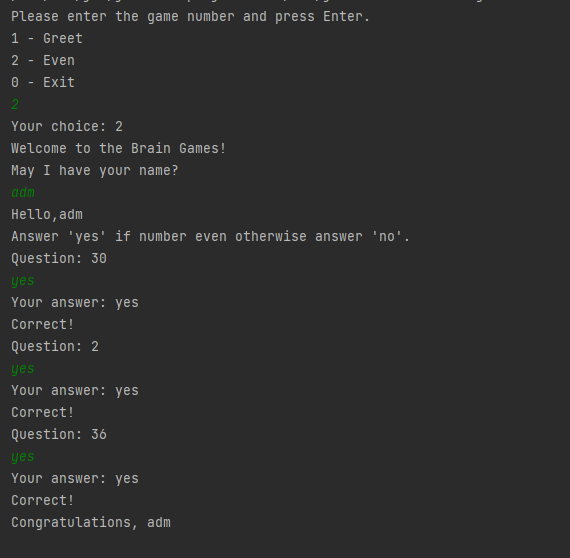 Please enter the game number and press Enter.
1 - Greet
2 - Even
0 - Exit
2
Your choice: 2
Welcome to the Brain Games!
May I have your name?
adm
Hello,adm
Answer 'yes' if number even otherwise answer 'no'.
Question: 30
yes
Your answer: yes
Correct!
Question: 2
yes
Your answer: yes
Correct!
Question: 36
yes
Your answer: yes
Correct!
Congratulations, adm